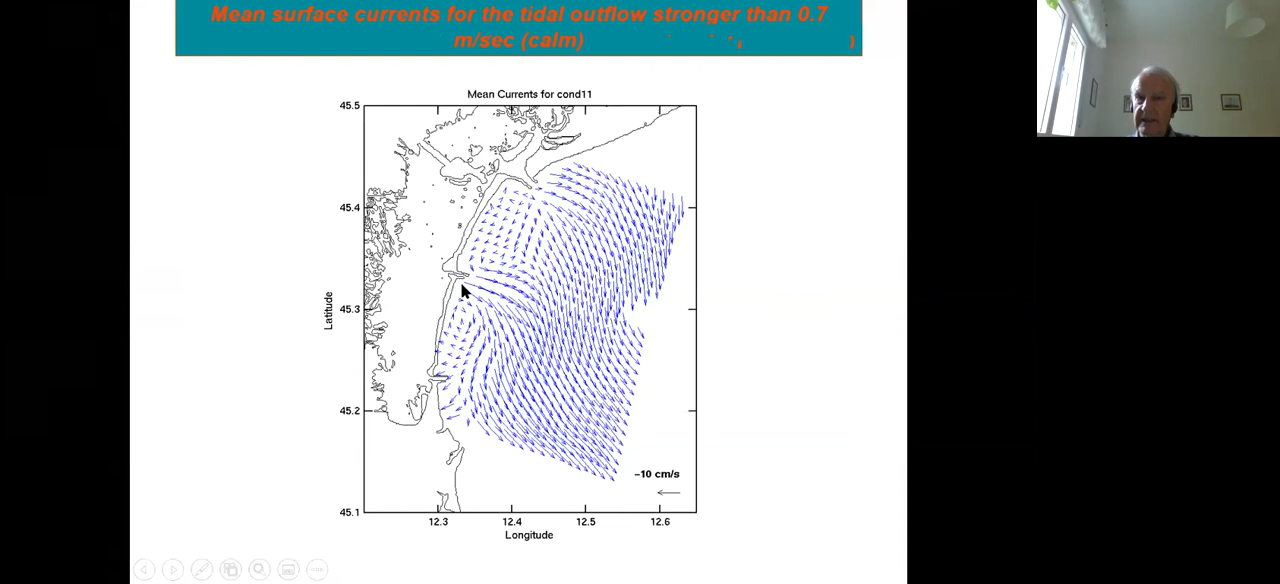 Mean surface currents for the tidal outflow stronger than 0.7
m/sec (calm)
Mean Currents for cond11
45.5
45.4
45.3
45.2
45.1
Latitude
−10 cm/s
12.3 12.4 12.5 12.6
Longitude